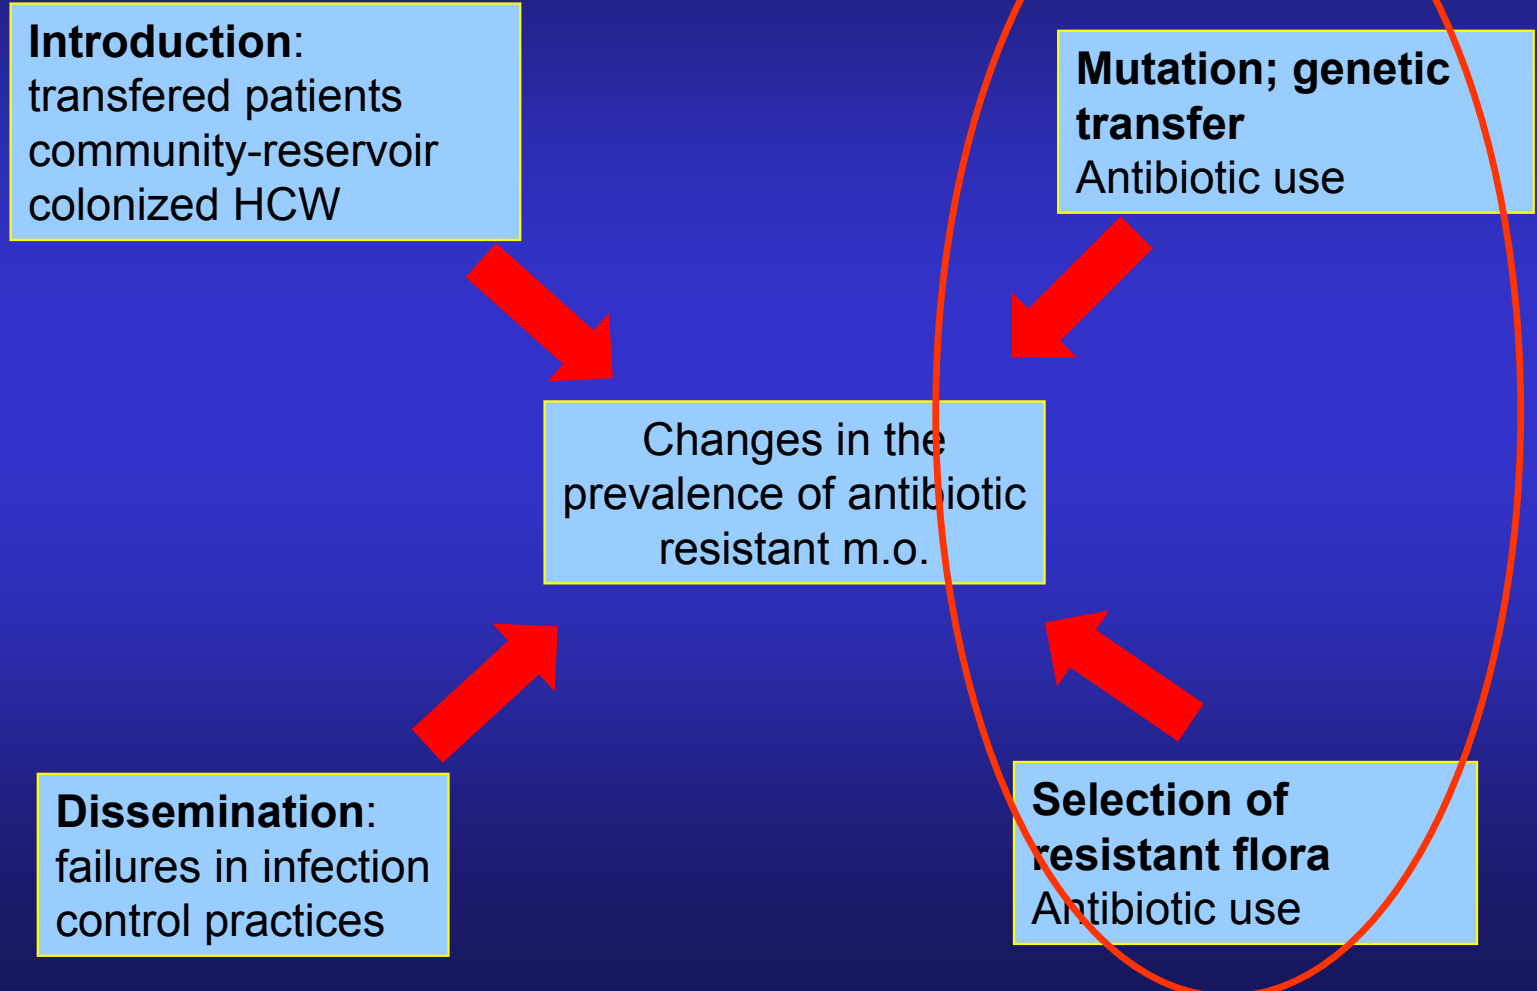 Introduction:
transfered patients
community-reservoir
colonized HCW
Mutation; genetic
transfer
Antibiotic use
Changes in the
prevalence of antibiotic
resistant m.o.
Dissemination:
failures in infection
control practices
Selection of
resistant flora
Antibiotic use